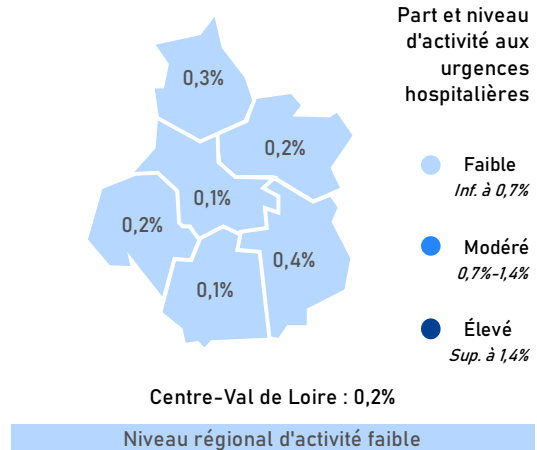 Part et niveau
d'activité aux
urgences
hospitalières
0,3%
0,2%
0,1%
0,2%
0,4%
0,1%
Faible
Inf. à 0,7%
Modéré
0,7%-1,4%
Élevé
Sup. à 1,4%
Centre-Val de Loire : 0,2%
Niveau régional d'activité faible